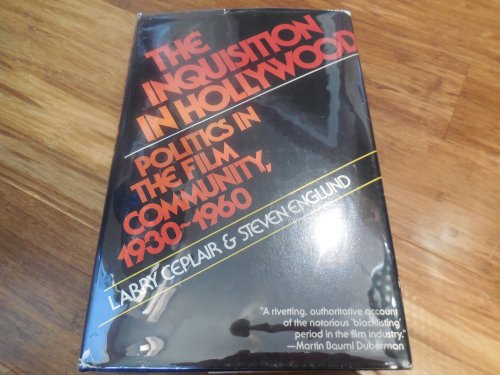 THE
INQUISITION
IN HOLLYWOOD
POLITICS IN
THE FILM
COMMUNITY,
1930–1960
LARRY CEPLAIR & STEVEN ENGLUND
"A rivetting, authoritative account
of the notorious 'blacklisting'
period in the film industry."
—Martin Bauml Duberman